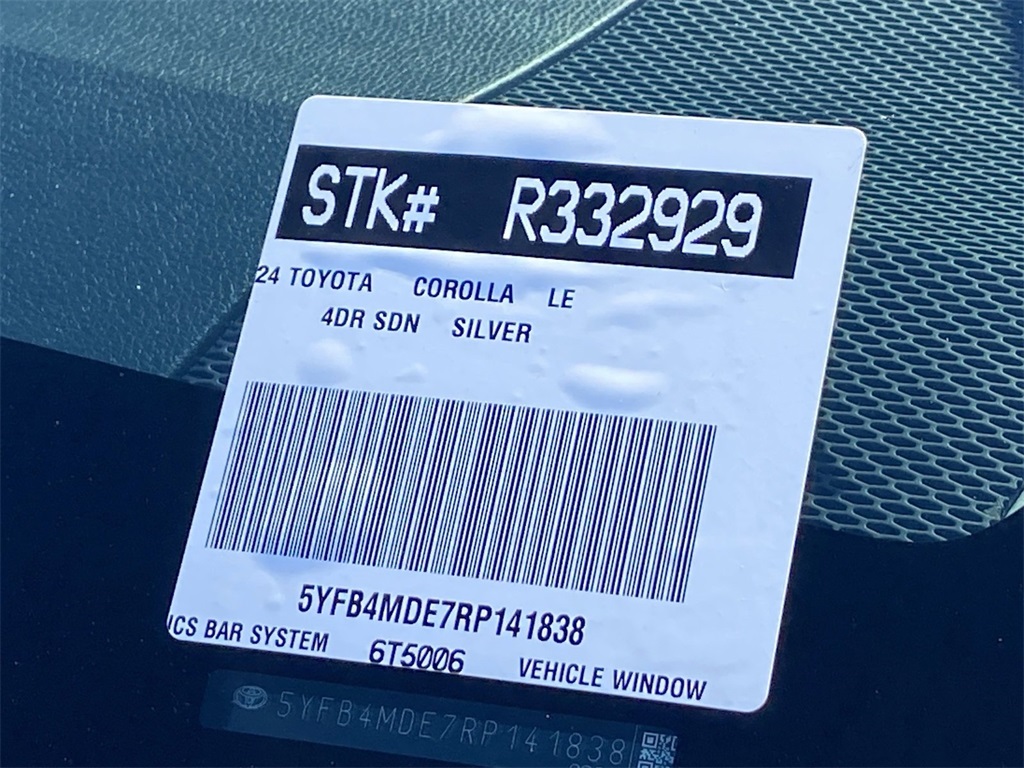 STK# R332929
24 TOYOTA COROLLA LE
4DR SDN SILVER
5YFB4MDE7RP141838
ICS BAR SYSTEM 6T5006 VEHICLE WINDOW
5YFB4MDE7RP141838